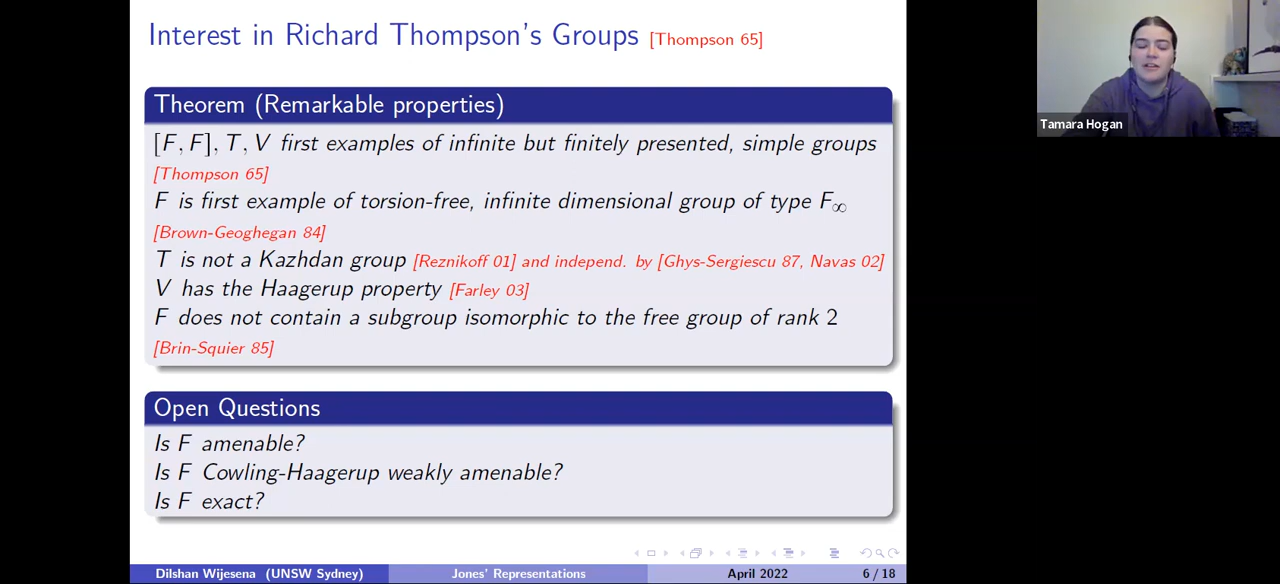 Interest in Richard Thompson's Groups [Thompson 65]
Theorem (Remarkable properties)
[F, F], T, V first examples of infinite but finitely presented, simple groups
[Thompson 65]
F is first example of torsion-free, infinite dimensional group of type F∞
[Brown-Geoghegan 84]
T is not a Kazhdan group [Reznikoff 01] and independ. by [Ghys-Sergiescu 87, Navas 02]
V has the Haagerup property [Farley 03]
F does not contain a subgroup isomorphic to the free group of rank 2
[Brin-Squier 85]
Open Questions
Is F amenable?
Is F Cowling-Haagerup weakly amenable?
Is F exact?
Dilshan Wijesena (UNSW Sydney) Jones' Representations April 2022 6 / 18
Tamara Hogan